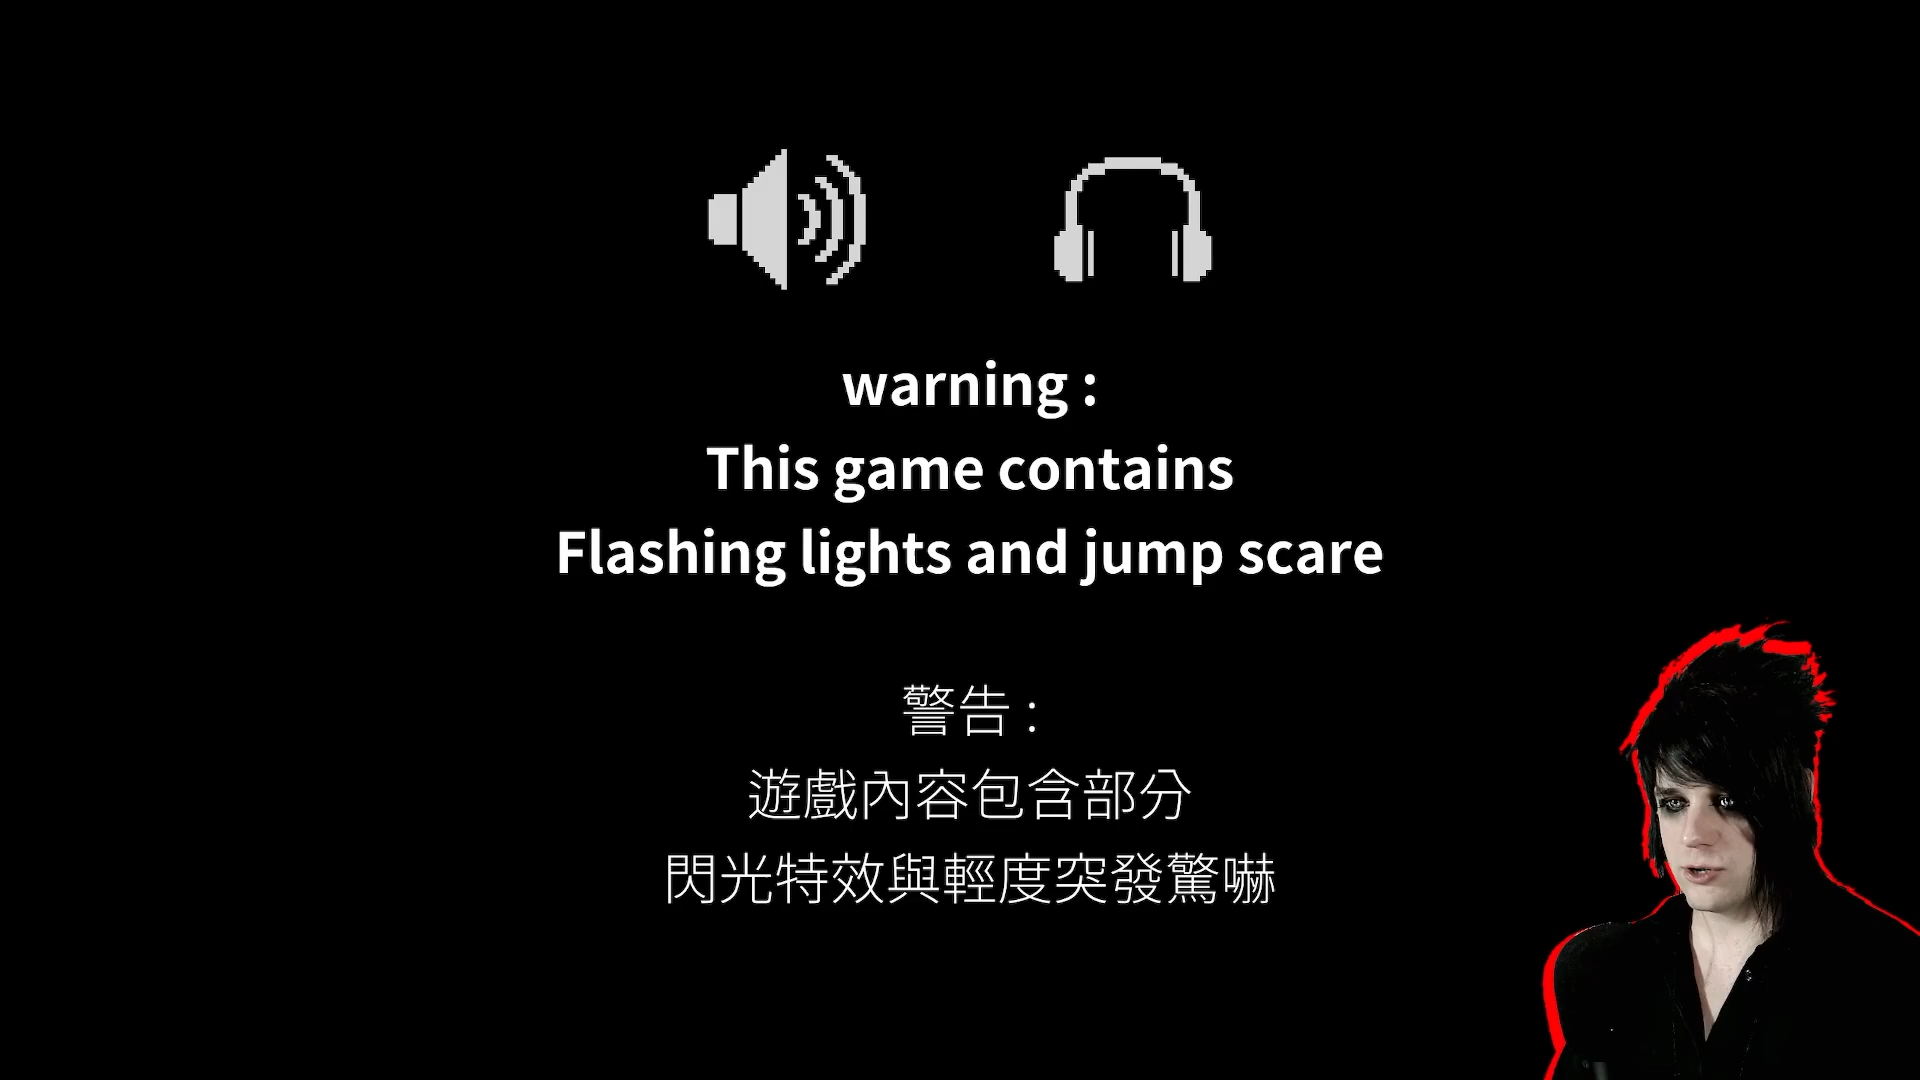 warning :
This game contains
Flashing lights and jump scare
警告 :
遊戲內容包含部分
閃光特效與輕度突發驚嚇